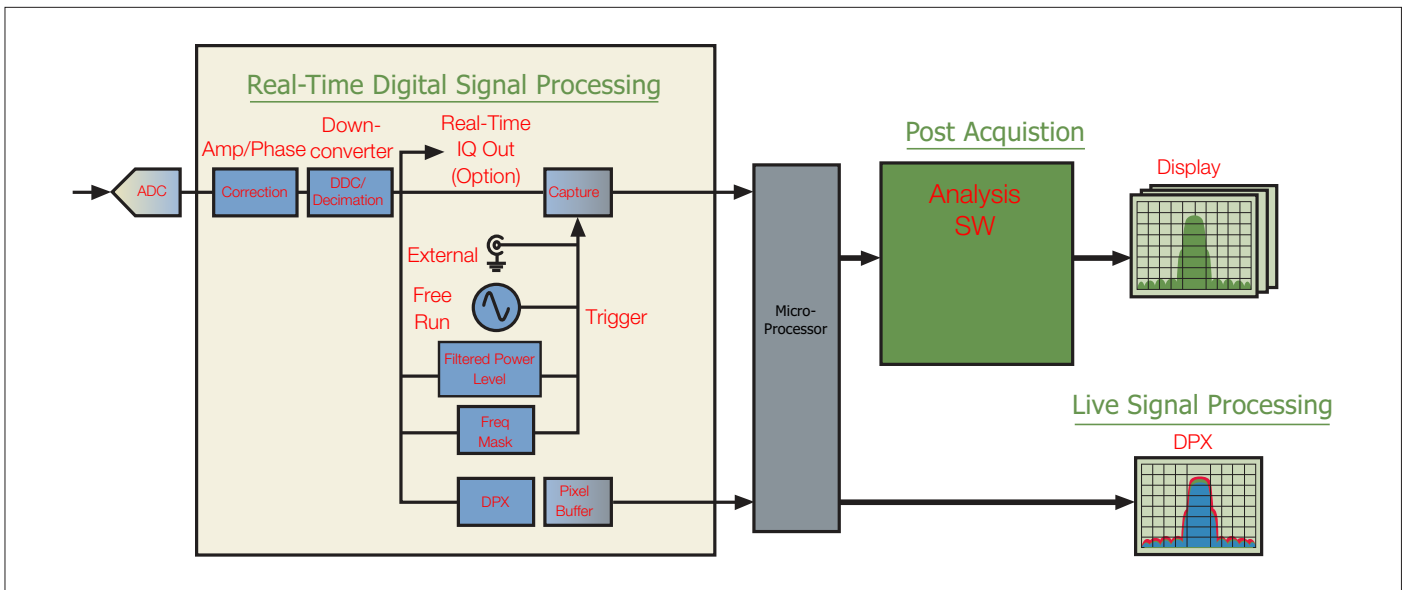 Real-Time Digital Signal Processing
Amp/Phase
Down-
converter
Real-Time
IQ Out
(Option)
ADC
Correction
DDC/
Decimation
Capture
External
Free
Run
Trigger
Filtered Power
Level
Freq
Mask
DPX
Pixel
Buffer
Micro-
Processor
Post Acquistion
Analysis
SW
Display
Live Signal Processing
DPX